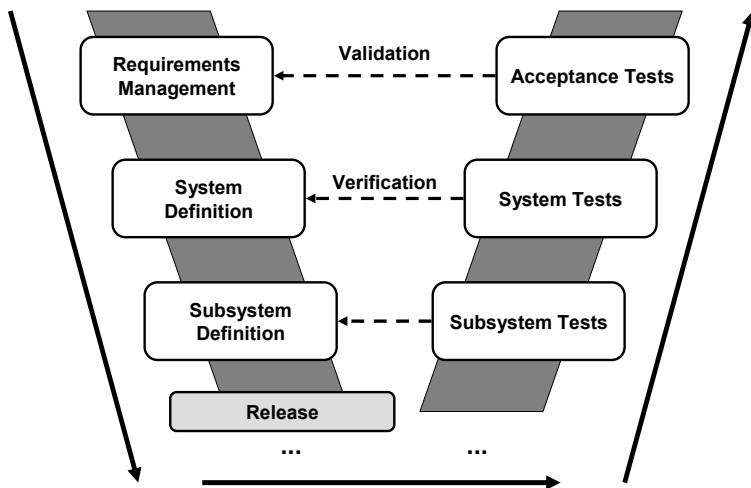 Requirements
Management
Validation
Acceptance Tests
System
Definition
Verification
System Tests
Subsystem
Definition
Subsystem Tests
Release
...
...